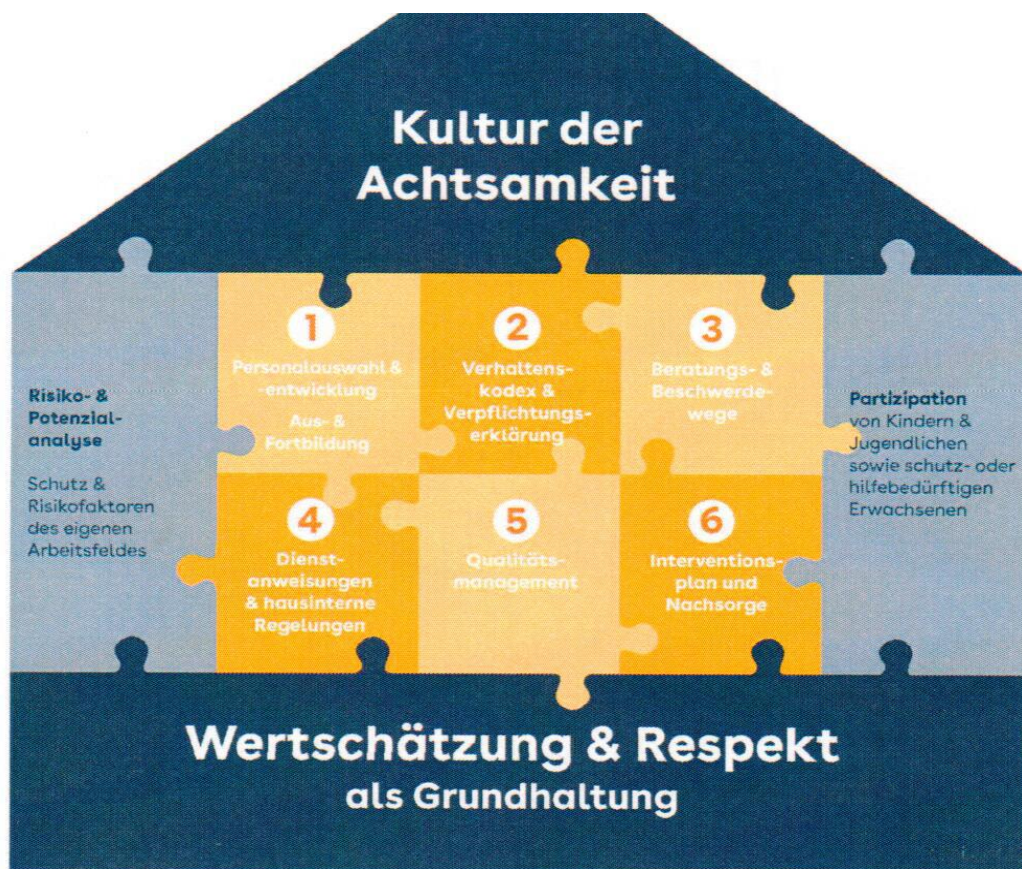 Kultur der
Achtsamkeit
Risiko- &
Potenzial-
analyse
Schutz &
Risikofaktoren
des eigenen
Arbeitsfeldes
1
Personalauswahl &
-entwicklung
Aus- &
Fortbildung
2
Verhaltens-
kodex &
Verpflichtungs-
erklärung
3
Beratungs- &
Beschwerde-
wege
Partizipation
von Kindern &
Jugendlichen
sowie schutz- oder
hilfebedürftigen
Erwachsenen
4
Dienst-
anweisungen
& hausinterne
Regelungen
5
Qualitäts-
management
6
Interventions-
plan und
Nachsorge
Wertschätzung & Respekt
als Grundhaltung